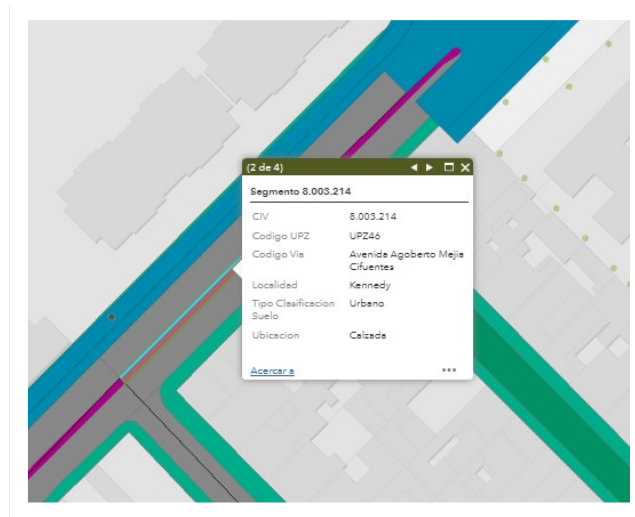 (2 de 4)
Segmento 8.003.214
CIV 8.003.214
Codigo UPZ UPZ46
Codigo Via Avenida Agoberto Mejia
Cifuentes
Localidad Kennedy
Tipo Clasificacion Urbano
Suelo
Ubicacion Calzada
Acercar a